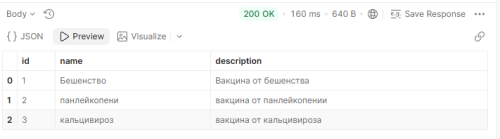 Body 200 OK · 160 ms · 640 B · Save Response
{ } JSON Preview Visualize
id name description
0 1 Бешенство Вакцина от бешенства
1 2 панлейкопени вакцина от панлейкопении
2 3 кальцивироз вакцина от кальцивироза